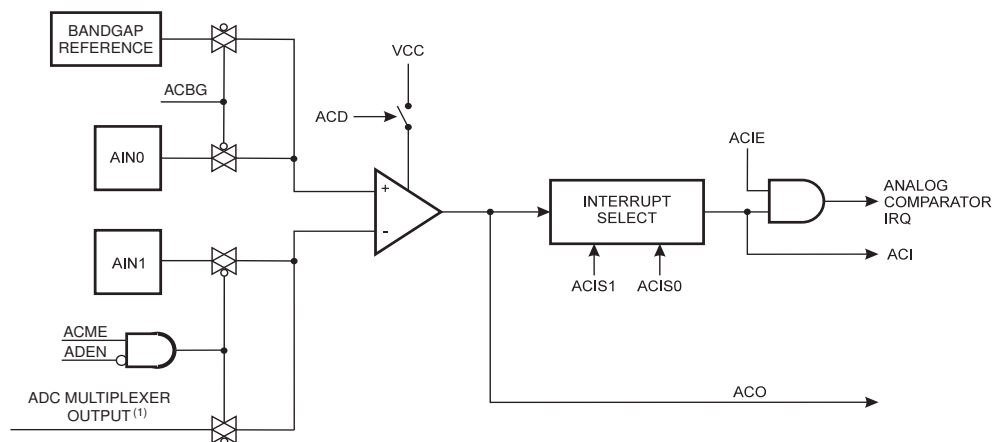 BANDGAP
REFERENCE
VCC
ACBG
ACD
AIN0
ACIE
+
INTERRUPT
SELECT
ANALOG
COMPARATOR
IRQ
-
AIN1
ACI
ACIS1 ACIS0
ACME
ADEN
ADC MULTIPLEXER
OUTPUT (1)
ACO